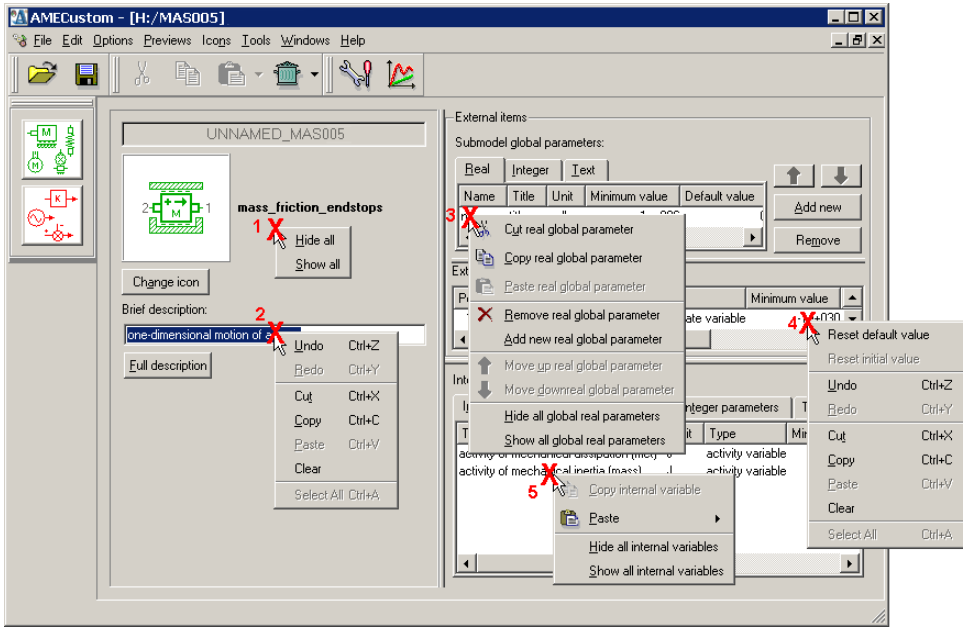 AMECustom - [H:/MAS005]
File Edit Options Previews Icons Tools Windows Help
UNNAMED_MAS005
M
M
K
2 M 1
mass_friction_endstops
1
Hide all
Show all
Change icon
Brief description:
2
one-dimensional motion of a
Full description
Undo Ctrl+Z
Redo Ctrl+Y
Cut Ctrl+X
Copy Ctrl+C
Paste Ctrl+V
Clear
Select All Ctrl+A
External items
Submodel global parameters:
Real Integer Text
Name Title Unit Minimum value Default value
Add new
Remove
3
Cut real global parameter
Copy real global parameter
Paste real global parameter
Remove real global parameter
Add new real global parameter
Move up real global parameter
Move downreal global parameter
Hide all global real parameters
Show all global real parameters
Ext
Minimum value
ate variable
4
Reset default value
Reset initial value
Undo Ctrl+Z
Redo Ctrl+Y
Cut Ctrl+X
Copy Ctrl+C
Paste Ctrl+V
Clear
Select All Ctrl+A
Inte
nteger parameters T
T it Type Min
activity variable
activity of mechanical inertia (mass) J activity variable
5
Copy internal variable
Paste
Hide all internal variables
Show all internal variables